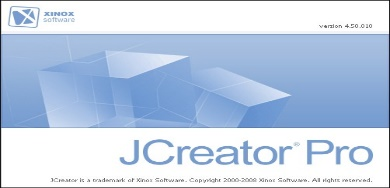 XINOX
software
version 4.50.010
JCreator® Pro
JCreator is a trademark of Xinox Software. Copyright 2000-2008 Xinox Software. All rights reserved.